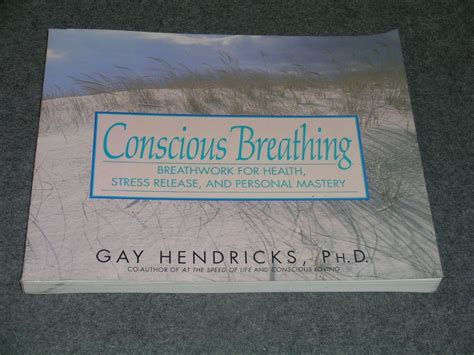 Conscious Breathing
BREATHWORK FOR HEALTH,
STRESS RELEASE, AND PERSONAL MASTERY
GAY HENDRICKS, PH.D.
CO-AUTHOR OF AT THE SPEED OF LIFE AND CONSCIOUS LOVING